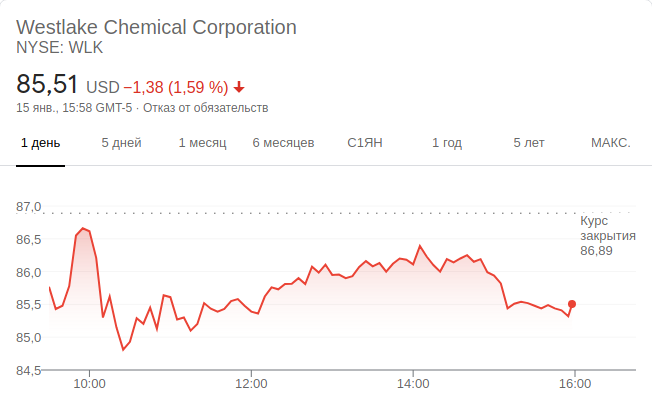 Westlake Chemical Corporation
NYSE: WLK
85,51 USD −1,38 (1,59 %)
15 янв., 15:58 GMT-5 · Отказ от обязательств
1 день 5 дней 1 месяц 6 месяцев С1ЯН 1 год 5 лет МАКС.
87,0
Курс
закрытия
86,89
86,5
86,0
85,5
85,0
84,5
10:00 12:00 14:00 16:00